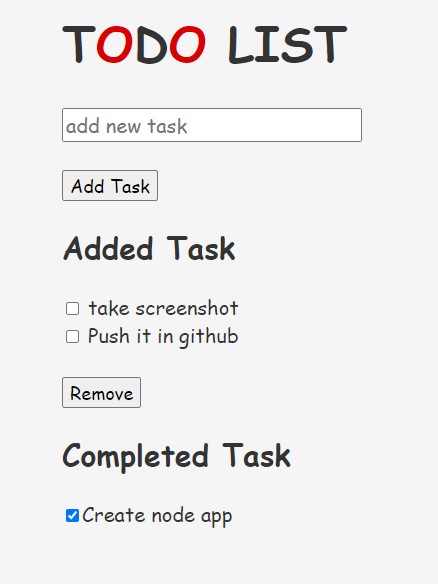 TODO LIST
add new task
Add Task
Added Task
take screenshot
Push it in github
Remove
Completed Task
Create node app